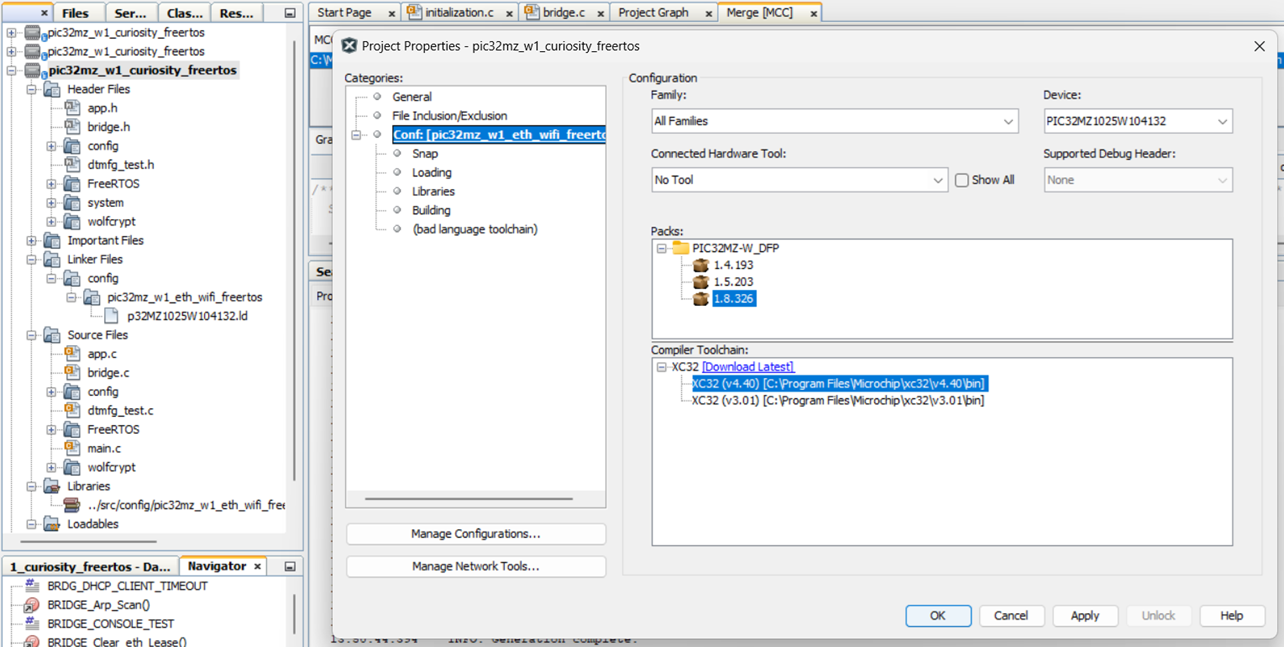 Files
Ser...
Clas...
Res...
pic32mz_w1_curiosity_freertos
pic32mz_w1_curiosity_freertos
pic32mz_w1_curiosity_freertos
Header Files
app.h
bridge.h
config
dtmfg_test.h
FreeRTOS
system
wolfcrypt
Important Files
Linker Files
config
pic32mz_w1_eth_wifi_freertos
p32MZ1025W104132.ld
Source Files
app.c
bridge.c
config
dtmfg_test.c
FreeRTOS
main.c
wolfcrypt
Libraries
../src/config/pic32mz_w1_eth_wifi_free
Loadables
1_curiosity_freertos - Da...
Navigator
BRDG_DHCP_CLIENT_TIMEOUT
BRIDGE_Arp_Scan()
BRIDGE_CONSOLE_TEST
BRIDGE_Clear_eth_Lease()
Start Page
initialization.c
bridge.c
Project Graph
Merge [MCC]
MC
C:\M
Gra
/**
Sea
Pro
Project Properties - pic32mz_w1_curiosity_freertos
Categories:
General
File Inclusion/Exclusion
Conf: [pic32mz_w1_eth_wifi_freerto
Snap
Loading
Libraries
Building
(bad language toolchain)
Manage Configurations...
Manage Network Tools...
Configuration
Family:
All Families
Device:
PIC32MZ1025W104132
Connected Hardware Tool:
No Tool
Show All
Supported Debug Header:
None
Packs:
PIC32MZ-W_DFP
1.4.193
1.5.203
1.8.326
Compiler Toolchain:
XC32 [Download Latest]
XC32 (v4.40) [C:\Program Files\Microchip\xc32\v4.40\bin]
XC32 (v3.01) [C:\Program Files\Microchip\xc32\v3.01\bin]
OK
Cancel
Apply
Unlock
Help
INFO: Generation complete.